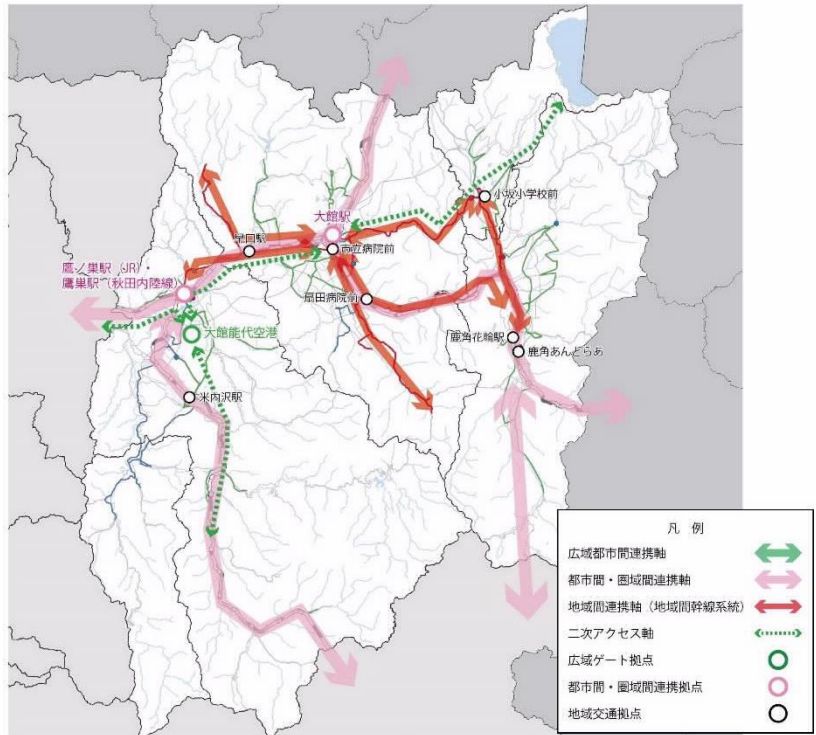 小坂小学校前
大館駅
早口駅
市立病院前
鷹ノ巣駅（JR）・
鷹巣駅（秋田内陸線）
扇田病院前
大館能代空港
鹿角花輪駅
鹿角あんとらあ
米内沢駅
凡 例
広域都市間連携軸
都市間・圏域間連携軸
地域間連携軸（地域間幹線系統）
二次アクセス軸
広域ゲート拠点
都市間・圏域間連携拠点
地域交通拠点